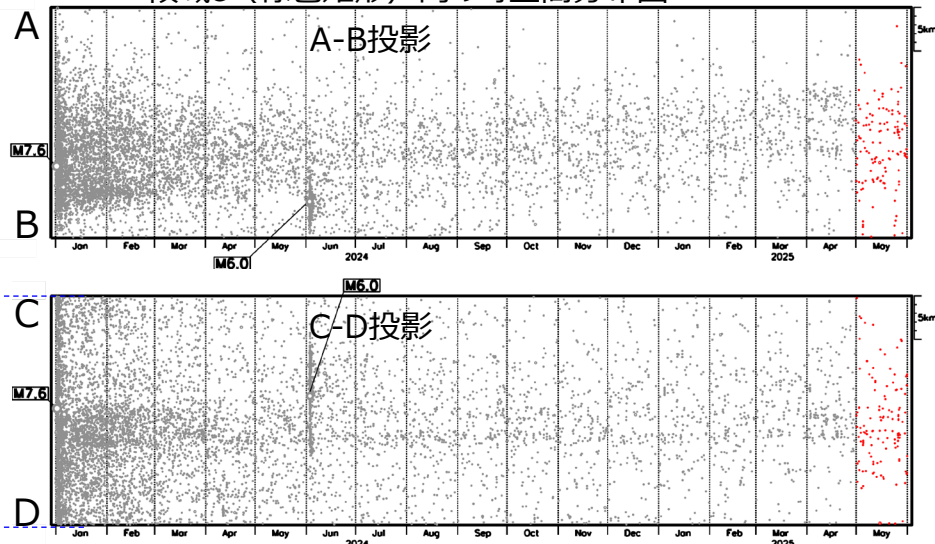 A
A-B投影
5km
M7.6
B
Jan Feb Mar Apr May Jun Jul Aug Sep Oct Nov Dec Jan Feb Mar Apr May
2024 2025
M6.0
M6.0
C
C-D投影
5km
M7.6
D
Jan Feb Mar Apr May Jun Jul Aug Sep Oct Nov Dec Jan Feb Mar Apr May